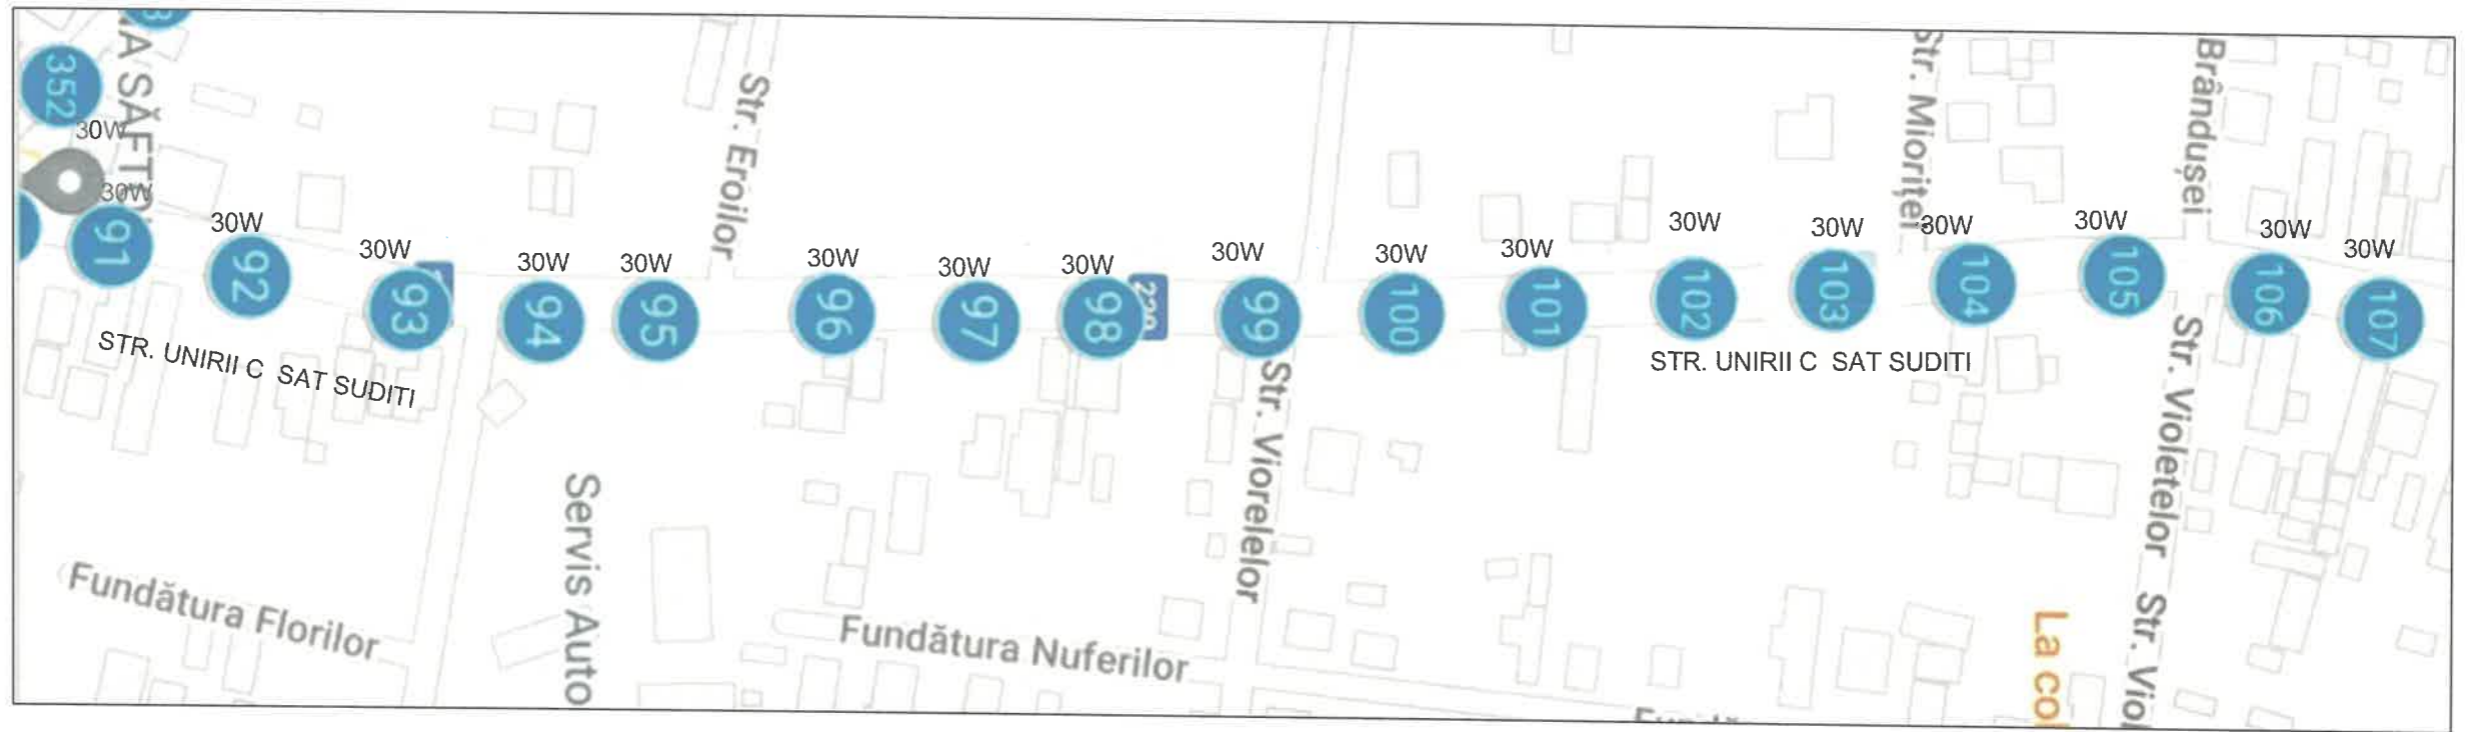 352
30W
30W
91
30W
92
30W
93
30W
94
30W
95
30W
96
30W
97
30W
98
30W
99
30W
100
30W
101
30W
102
30W
103
30W
104
30W
105
30W
106
30W
107
STR. UNIRII C SAT SUDITI
STR. UNIRII C SAT SUDITI
Str. Eroilor
Str. Mioriței
Brândușei
Str. Viorelelor
Str. Violetelor
Servis Auto
Fundătura Florilor
Fundătura Nuferilor
La